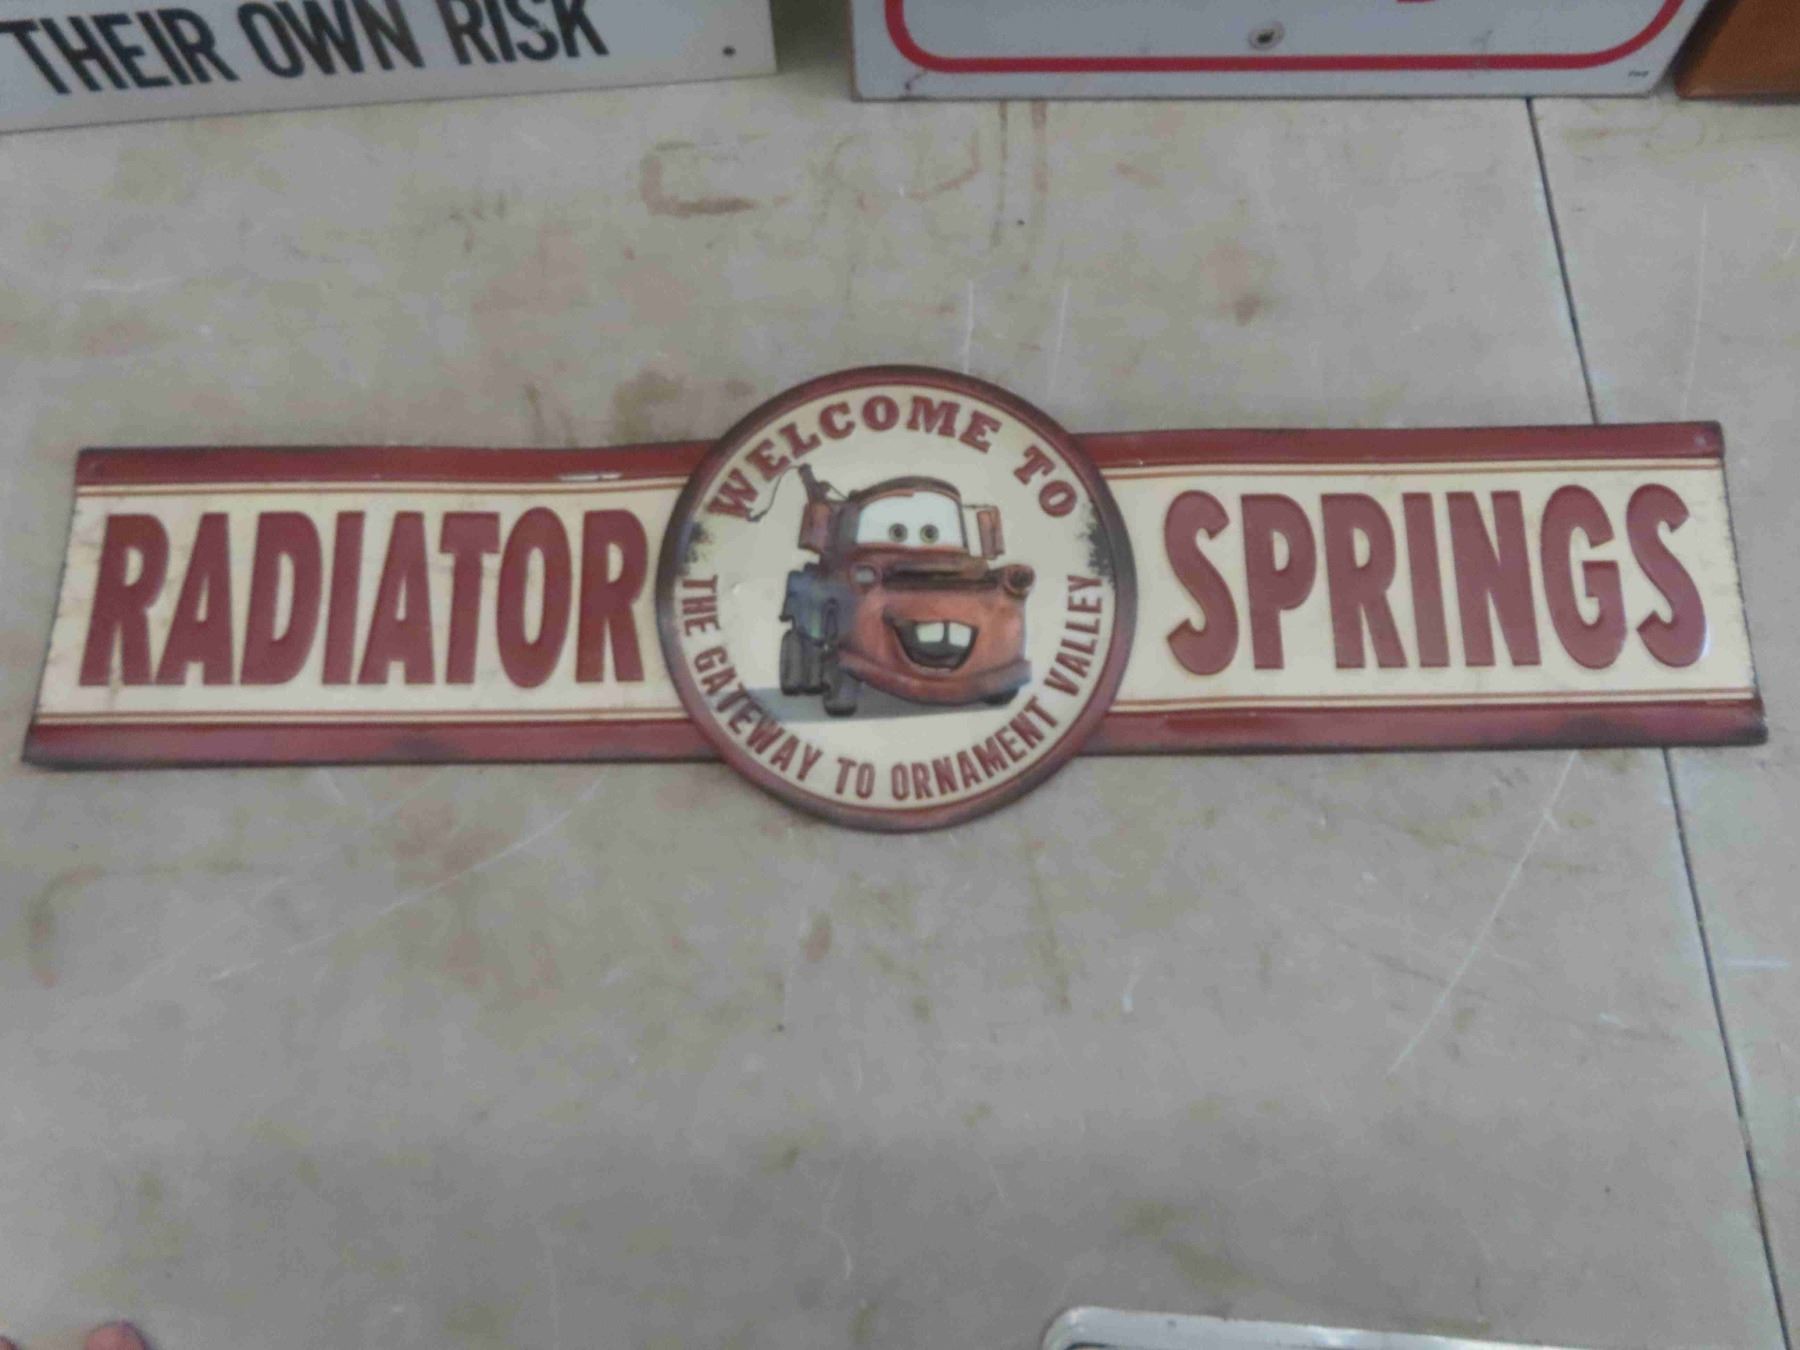 THEIR OWN RISK
RADIATOR
WELCOME TO
THE GATEWAY TO ORNAMENT VALLEY
SPRINGS